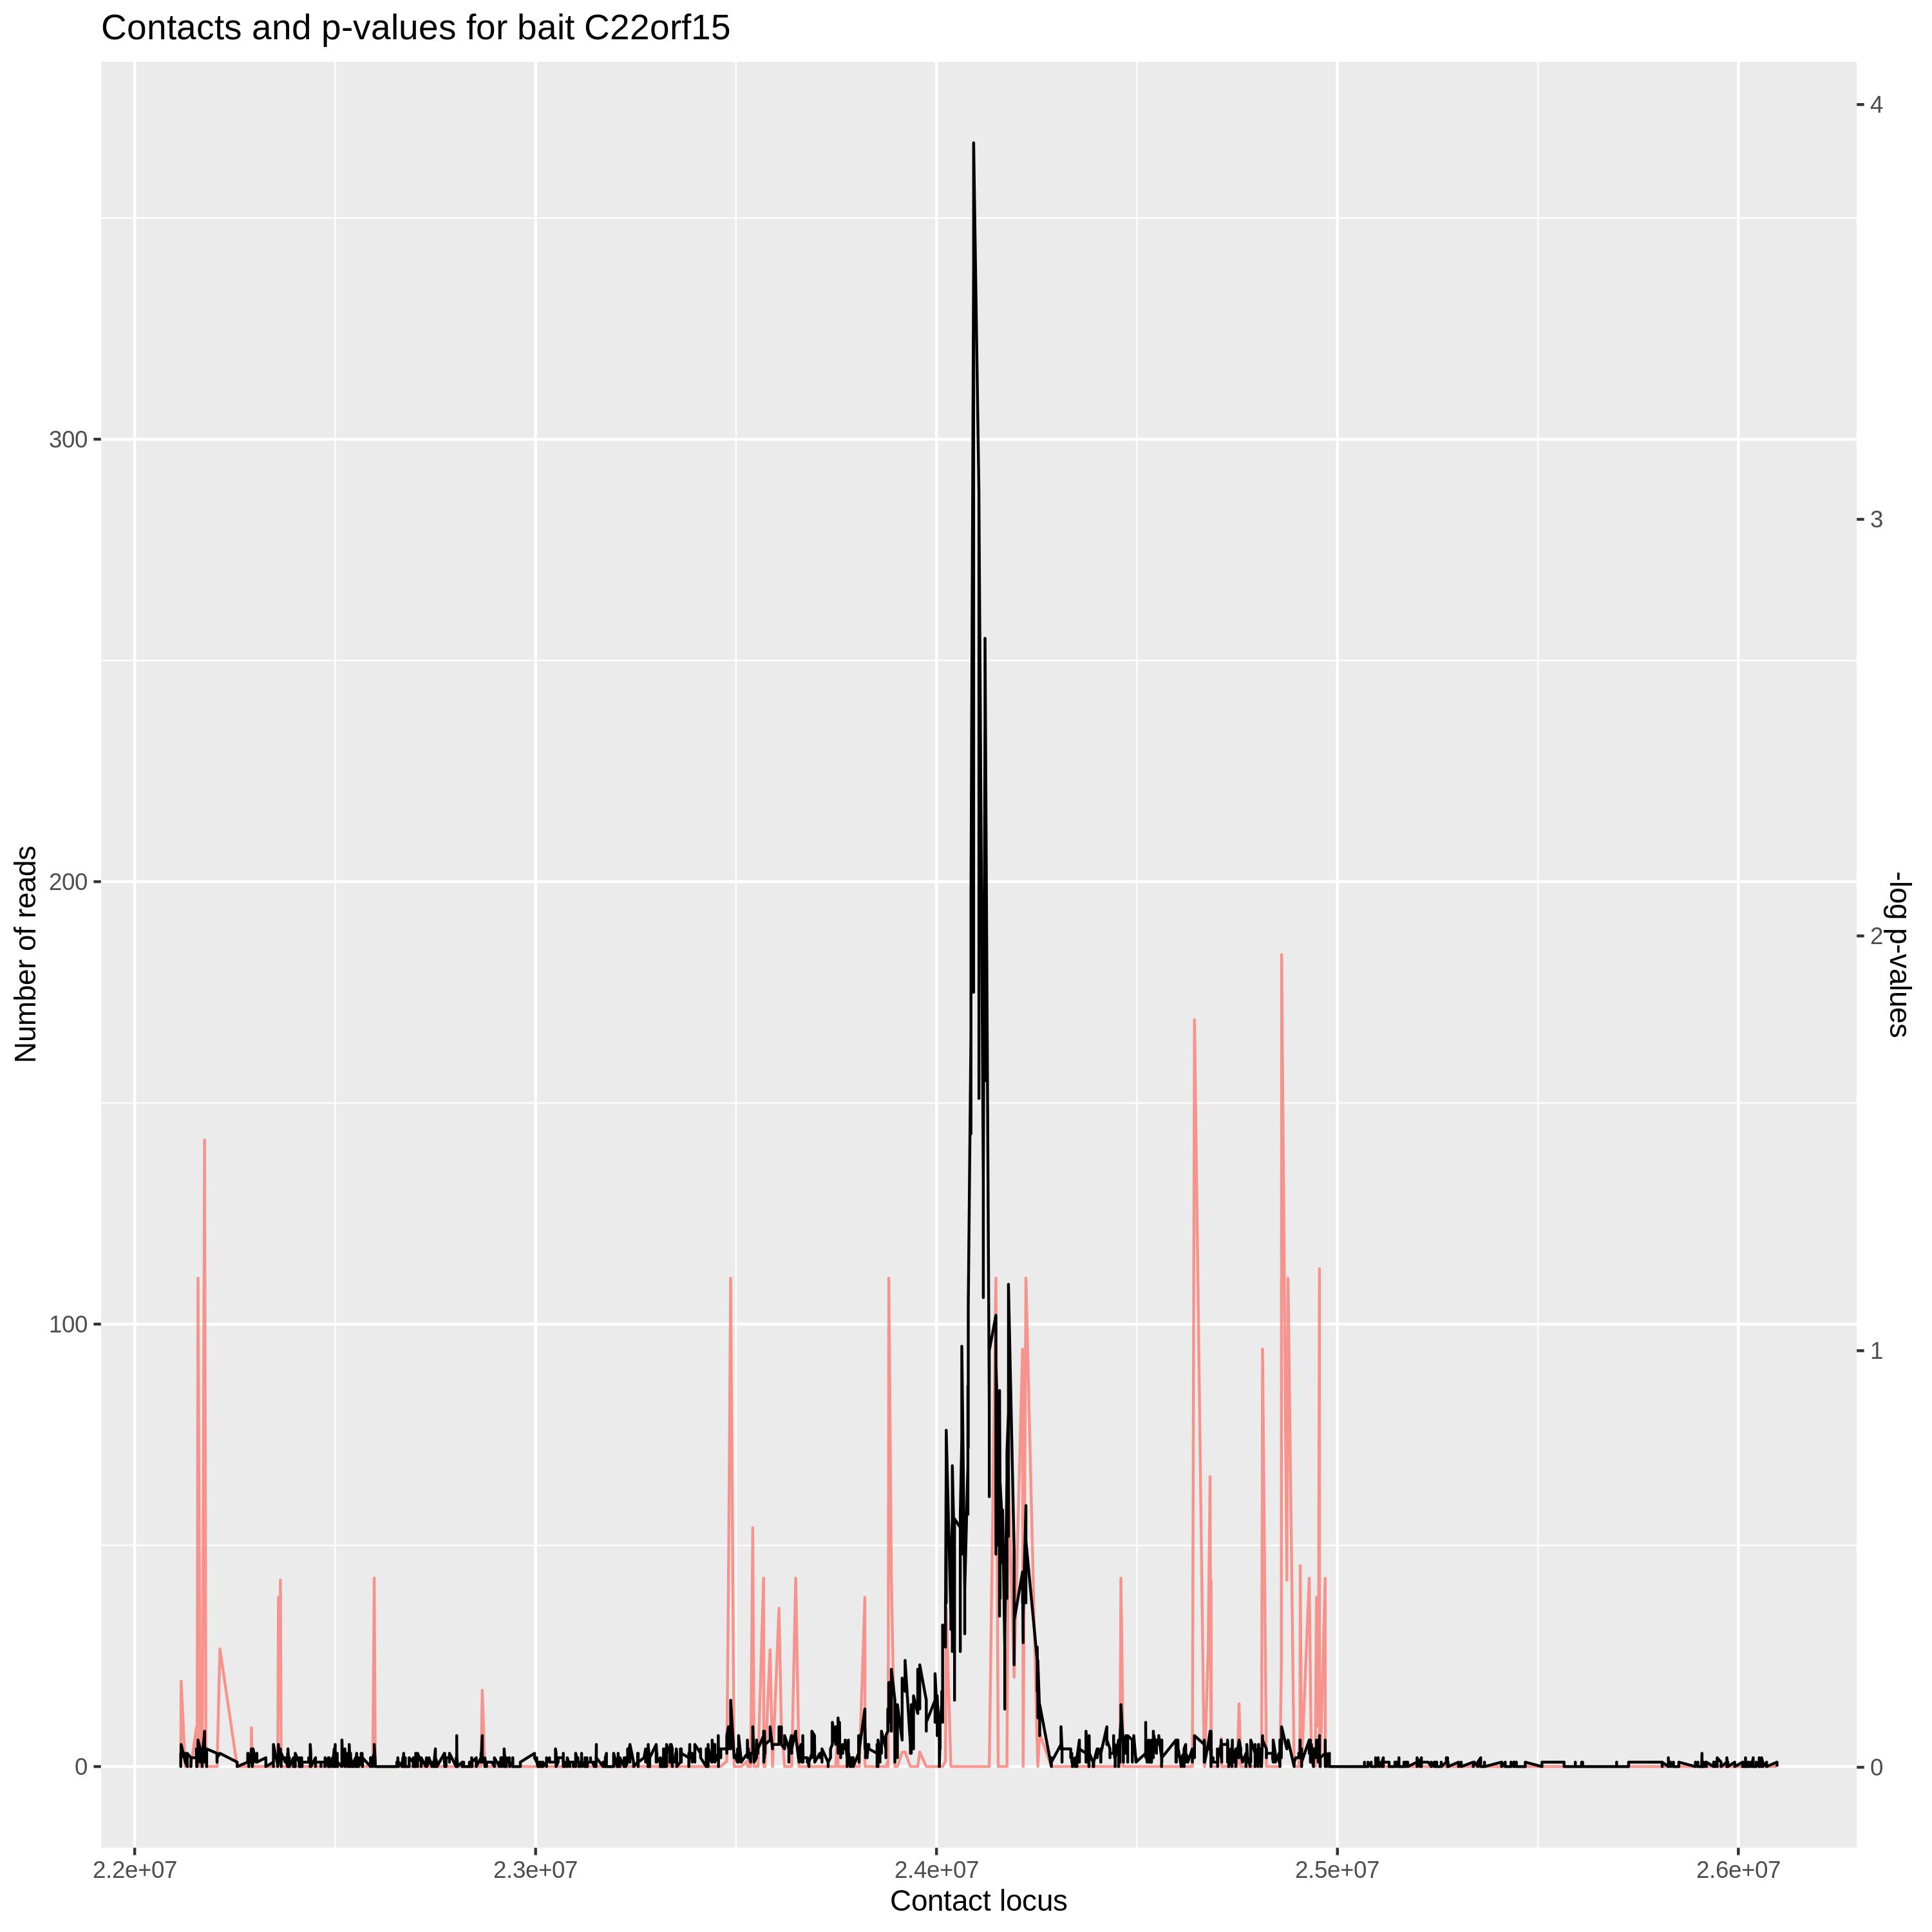 Contacts and p-values for bait C22orf15
4
300
3
200
2
Number of reads
-log p-values
100
1
0
0
2.2e+07
2.3e+07
2.4e+07
2.5e+07
2.6e+07
Contact locus